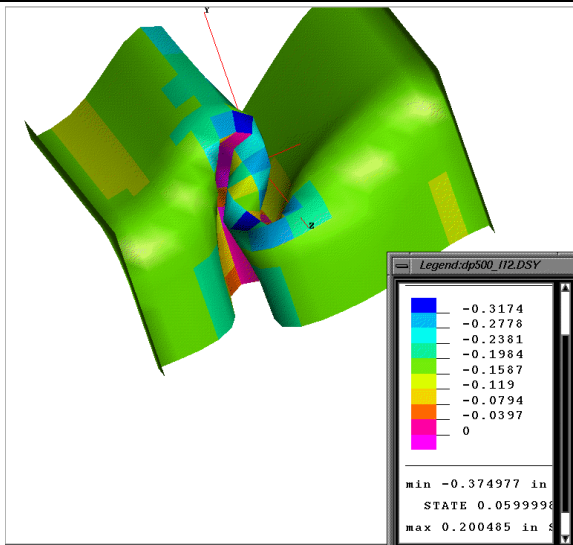 Y
Z
Legend:dp500_l12.DSY
-0.3174
-0.2778
-0.2381
-0.1984
-0.1587
-0.119
-0.0794
-0.0397
0
min -0.374977 in
STATE 0.0599998
max 0.200485 in